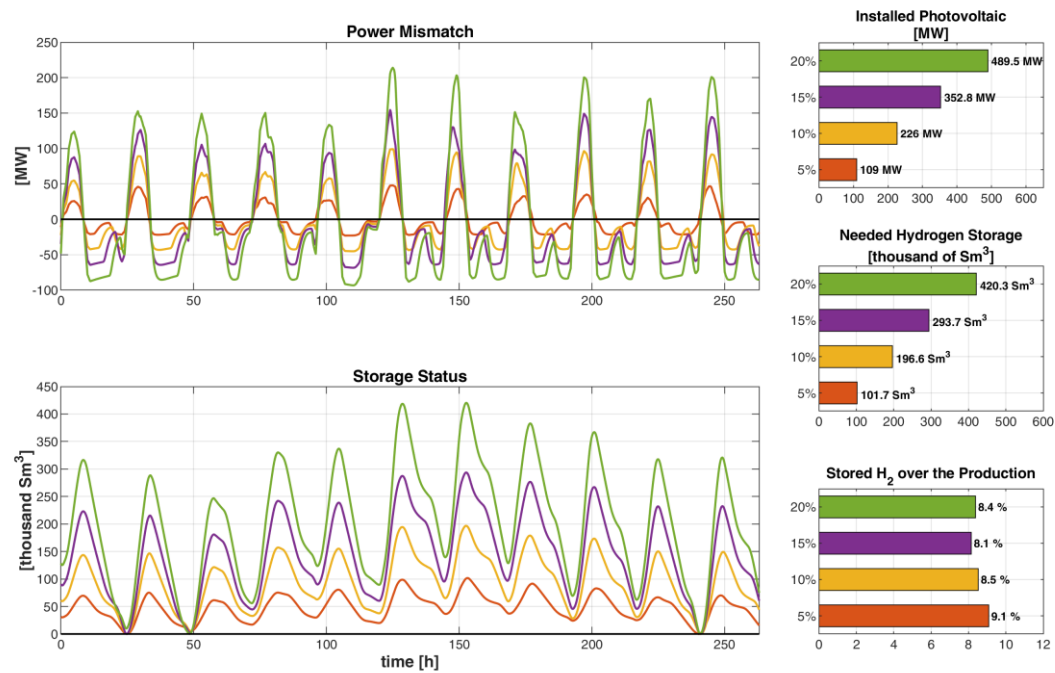 Power Mismatch
[MW]
250
200
150
100
50
0
-50
-100
0
50
100
150
200
250
Storage Status
[thousand Sm³]
450
400
350
300
250
200
150
100
50
0
0
50
100
150
200
250
time [h]
Installed Photovoltaic
[MW]
20%
489.5 MW
15%
352.8 MW
10%
226 MW
5%
109 MW
0 100 200 300 400 500 600
Needed Hydrogen Storage
[thousand of Sm³]
20%
420.3 Sm³
15%
293.7 Sm³
10%
196.6 Sm³
5%
101.7 Sm³
0 100 200 300 400 500 600
Stored H₂ over the Production
20%
8.4 %
15%
8.1 %
10%
8.5 %
5%
9.1 %
0 2 4 6 8 10 12